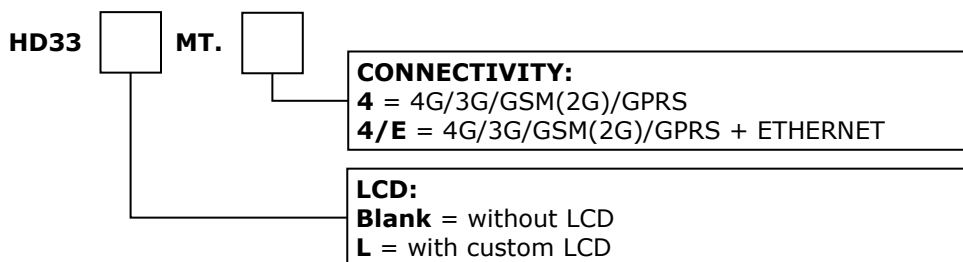 HD33 MT.
CONNECTIVITY:
4 = 4G/3G/GSM(2G)/GPRS
4/E = 4G/3G/GSM(2G)/GPRS + ETHERNET
LCD:
Blank = without LCD
L = with custom LCD